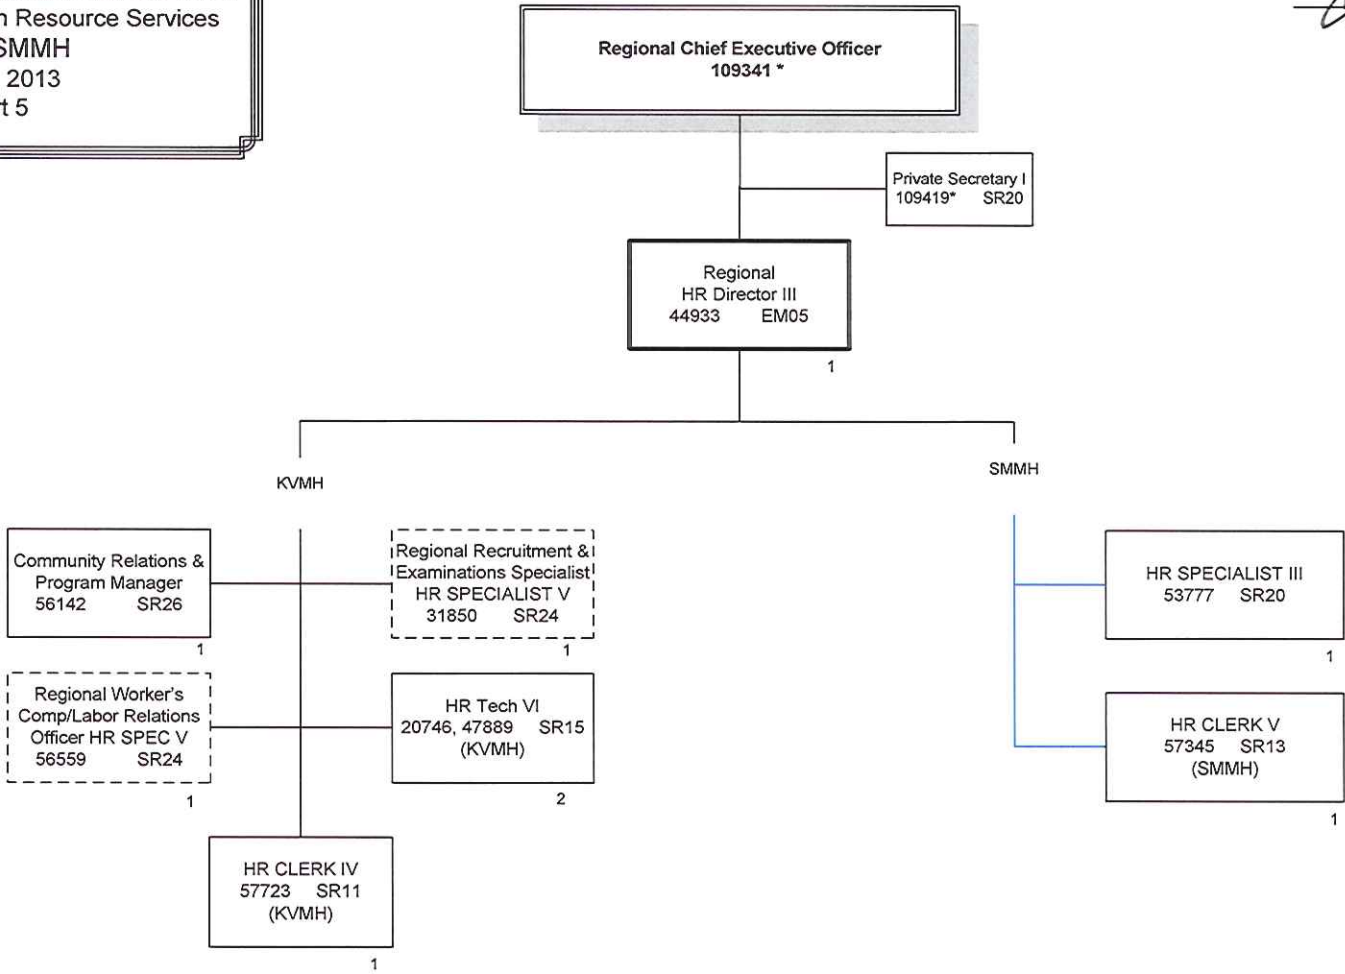 Resource Services
SMMH
2013
5
Regional Chief Executive Officer
109341 *
Private Secretary I
109419* SR20
Regional
HR Director III
44933 EM05
1
KVMH
SMMH
Community Relations &
Program Manager
56142 SR26
1
Regional Recruitment &
Examinations Specialist
HR SPECIALIST V
31850 SR24
1
HR SPECIALIST III
53777 SR20
1
Regional Worker's
Comp/Labor Relations
Officer HR SPEC V
56559 SR24
1
HR Tech VI
20746, 47889 SR15
(KVMH)
2
HR CLERK V
57345 SR13
(SMMH)
1
HR CLERK IV
57723 SR11
(KVMH)
1